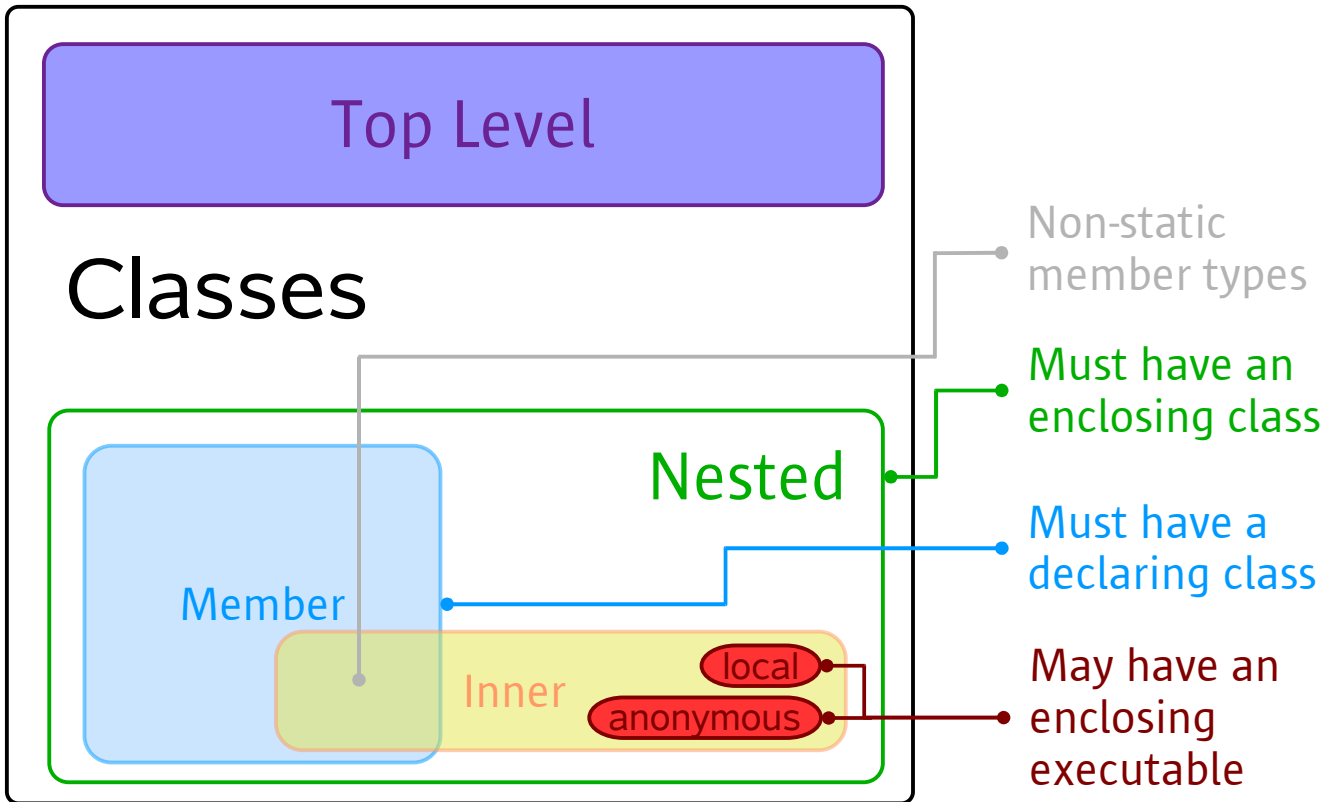 Top Level
Classes
Non-static
member types
Must have an
enclosing class
Nested
Must have a
declaring class
Member
Inner
local
anonymous
May have an
enclosing
executable